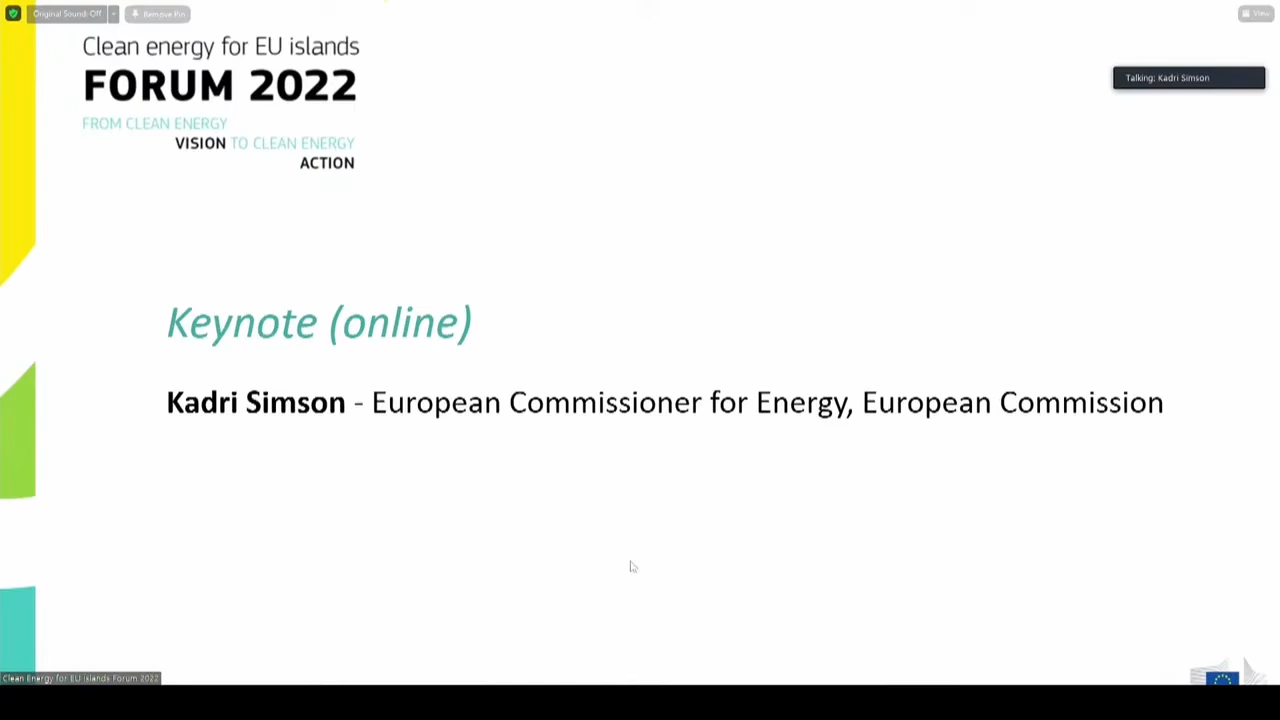 Original Sound: Off
Remove Pin
View
Clean energy for EU islands
FORUM 2022
FROM CLEAN ENERGY
VISION TO CLEAN ENERGY
ACTION
Talking: Kadri Simson
Keynote (online)
Kadri Simson - European Commissioner for Energy, European Commission
Clean Energy for EU islands Forum 2022